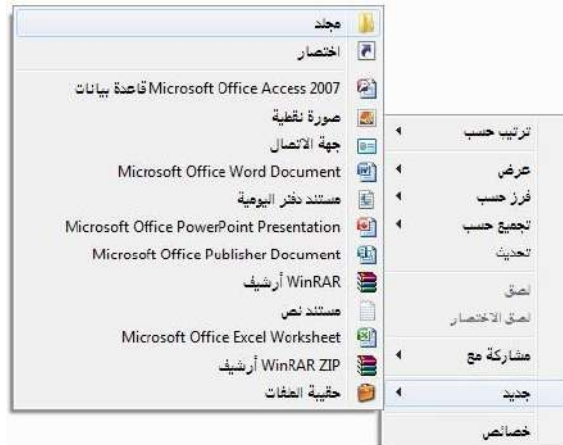 مجلد
اختصار
Microsoft Office Access 2007 قاعدة بيانات
صورة نقطية
جهة الاتصال
Microsoft Office Word Document
مستند دفتر اليومية
Microsoft Office PowerPoint Presentation
Microsoft Office Publisher Document
WinRAR أرشيف
مستند نص
Microsoft Office Excel Worksheet
WinRAR ZIP أرشيف
حقيبة الملفات
ترتيب حسب
عرض
فرز حسب
تجميع حسب
تحديث
لصق
لصق الاختصار
مشاركة مع
جديد
خصائص